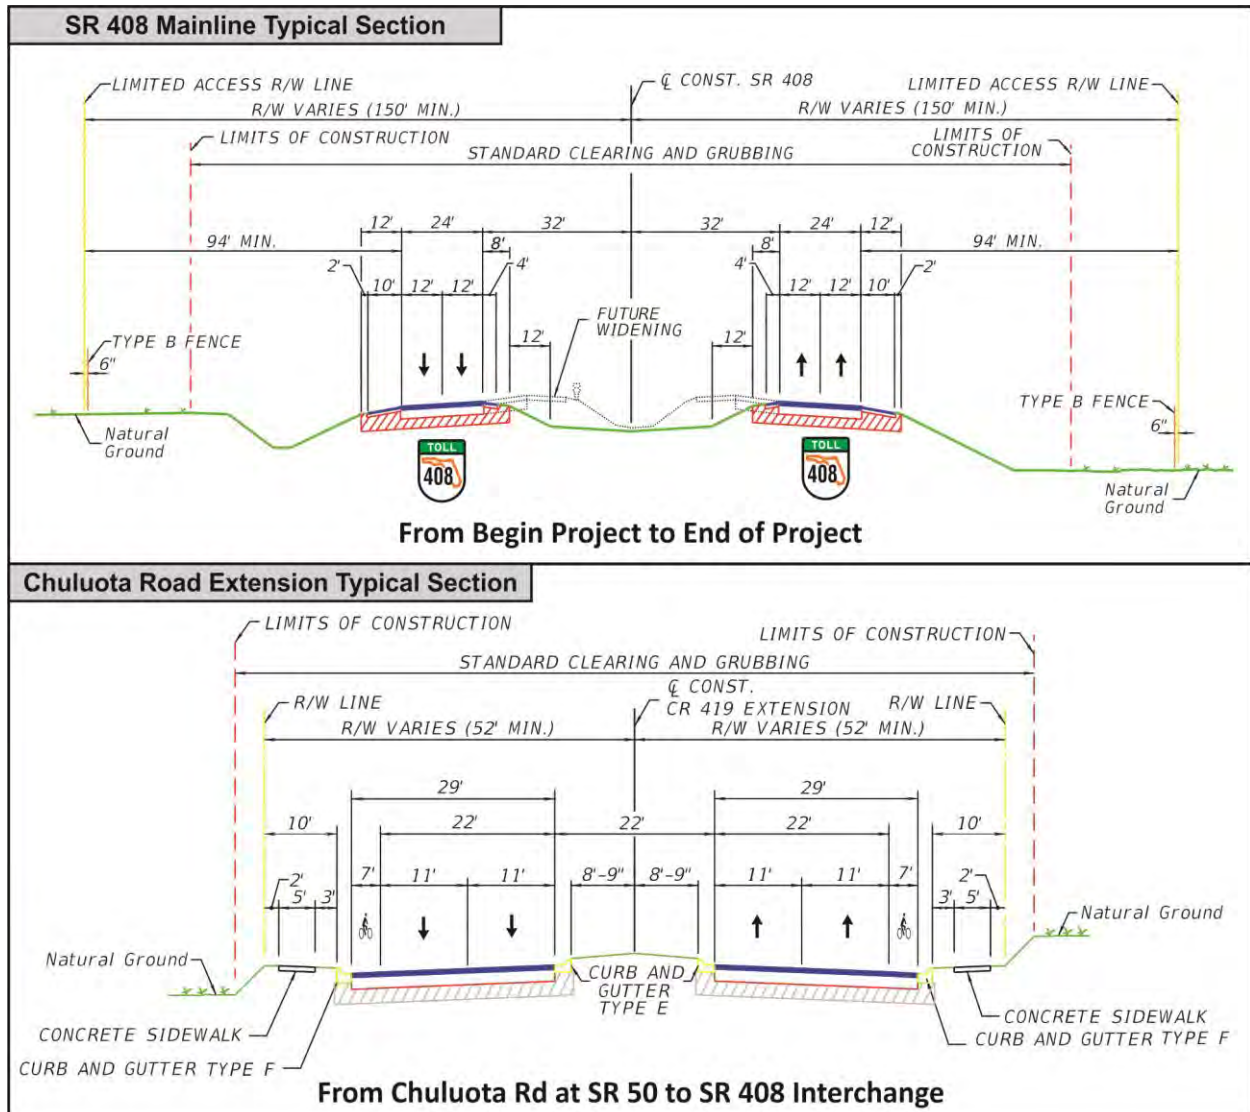 SR 408 Mainline Typical Section
LIMITED ACCESS R/W LINE
℄ CONST. SR 408
LIMITED ACCESS R/W LINE
R/W VARIES (150' MIN.)
R/W VARIES (150' MIN.)
LIMITS OF CONSTRUCTION
LIMITS OF
CONSTRUCTION
STANDARD CLEARING AND GRUBBING
12'
24'
32'
32'
24'
12'
94' MIN.
8'
8'
94' MIN.
2'
10'
12'
12'
4'
4'
12'
12'
10'
2'
FUTURE
WIDENING
12'
12'
TYPE B FENCE
6"
TYPE B FENCE
6"
Natural
Ground
TOLL
408
TOLL
408
Natural
Ground
From Begin Project to End of Project
Chuluota Road Extension Typical Section
LIMITS OF CONSTRUCTION
LIMITS OF CONSTRUCTION
STANDARD CLEARING AND GRUBBING
R/W LINE
℄ CONST.
CR 419 EXTENSION
R/W LINE
R/W VARIES (52' MIN.)
R/W VARIES (52' MIN.)
29'
29'
10'
22'
22'
22'
10'
7'
11'
11'
8'-9"
8'-9"
11'
11'
7'
2'
5'
3'
3'
5'
2'
Natural Ground
Natural Ground
CURB AND
GUTTER
TYPE E
CONCRETE SIDEWALK
CURB AND GUTTER TYPE F
CONCRETE SIDEWALK
CURB AND GUTTER TYPE F
From Chuluota Rd at SR 50 to SR 408 Interchange